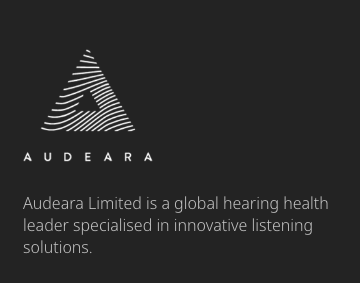 AUDEARA
Audeara Limited is a global hearing health
leader specialised in innovative listening
solutions.